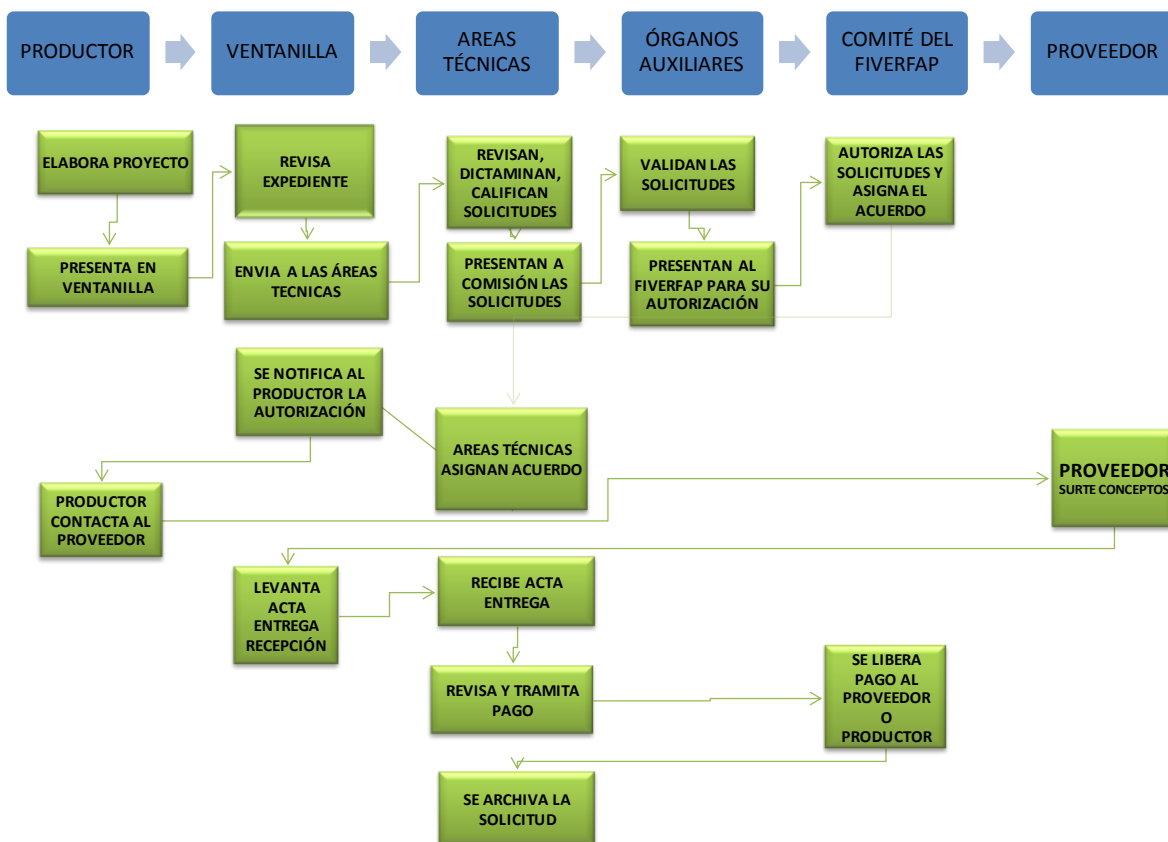 PRODUCTOR
VENTANILLA
AREAS
TÉCNICAS
ÓRGANOS
AUXILIARES
COMITÉ DEL
FIVERFAP
PROVEEDOR
ELABORA PROYECTO
PRESENTA EN
VENTANILLA
REVISA
EXPEDIENTE
ENVIA A LAS ÁREAS
TECNICAS
REVISAN,
DICTAMINAN,
CALIFICAN
SOLICITUDES
PRESENTAN A
COMISIÓN LAS
SOLICITUDES
VALIDAN LAS
SOLICITUDES
PRESENTAN AL
FIVERFAP PARA SU
AUTORIZACIÓN
AUTORIZA LAS
SOLICITUDES Y
ASIGNA EL
ACUERDO
SE NOTIFICA AL
PRODUCTOR LA
AUTORIZACIÓN
AREAS TÉCNICAS
ASIGNAN ACUERDO
PRODUCTOR
CONTACTA AL
PROVEEDOR
PROVEEDOR
SURTE CONCEPTOS
LEVANTA
ACTA
ENTREGA
RECEPCIÓN
RECIBE ACTA
ENTREGA
REVISA Y TRAMITA
PAGO
SE LIBERA
PAGO AL
PROVEEDOR
O
PRODUCTOR
SE ARCHIVA LA
SOLICITUD